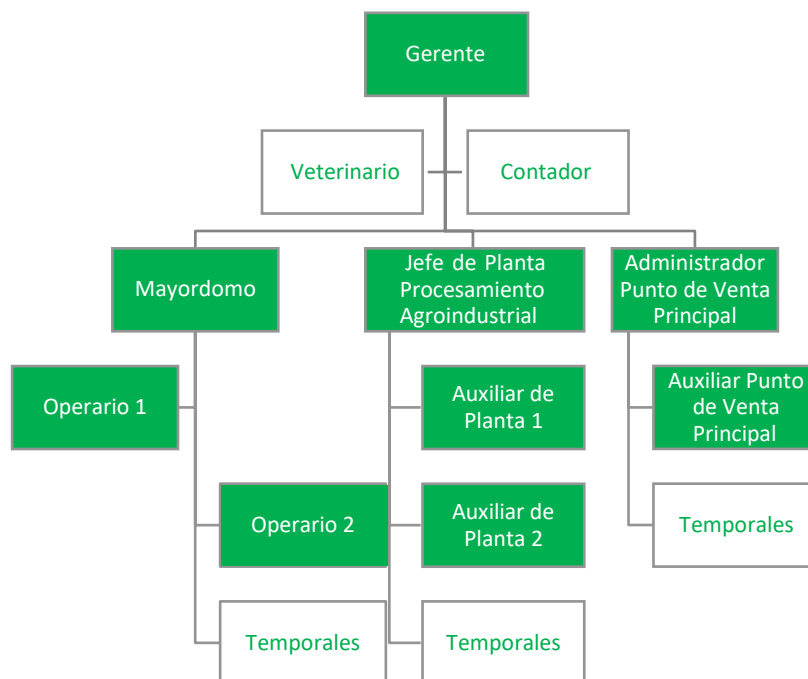 Gerente
Veterinario
Contador
Mayordomo
Jefe de Planta
Procesamiento
Agroindustrial
Administrador
Punto de Venta
Principal
Operario 1
Auxiliar de
Planta 1
Auxiliar Punto
de Venta
Principal
Operario 2
Auxiliar de
Planta 2
Temporales
Temporales
Temporales